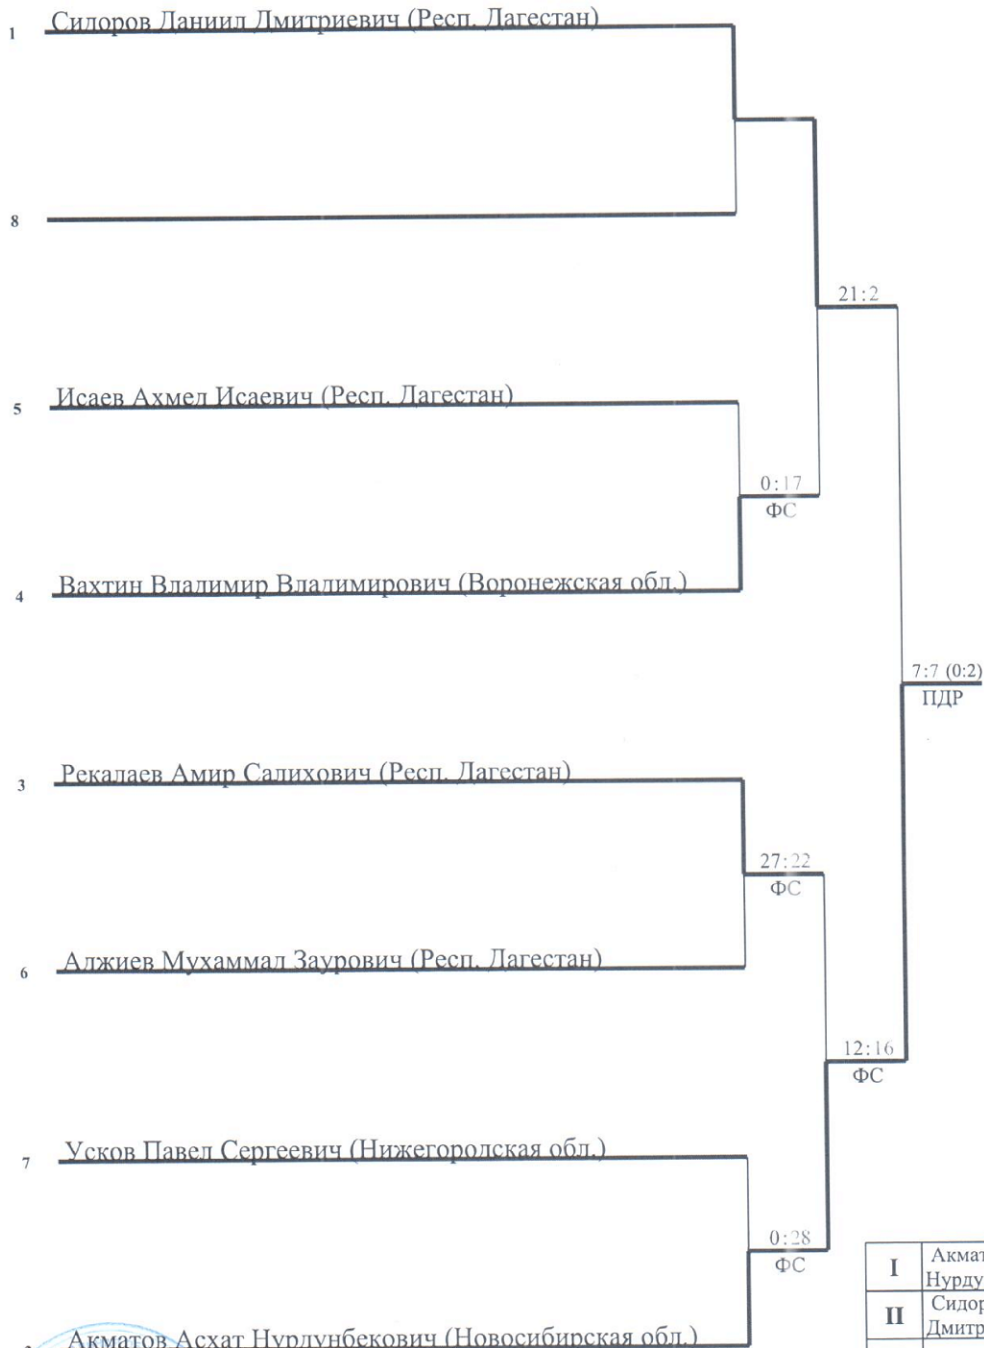 1 Сидоров Даниил Дмитриевич (Респ. Дагестан)
8
21:2
5 Исаев Ахмед Исаевич (Респ. Дагестан)
0:17
ФС
4 Вахтин Владимир Владимирович (Воронежская обл.)
7:7 (0:2)
ПДР
3 Рекадаев Амир Салихович (Респ. Дагестан)
27:22
ФС
6 Алжиев Мухаммад Заурович (Респ. Дагестан)
12:16
ФС
7 Усков Павел Сергеевич (Нижегородская обл.)
0:28
ФС
Акматов Асхат Нурдунбекович (Новосибирская обл.)
I Акмат
Нурду
II Сидор
Дмитр